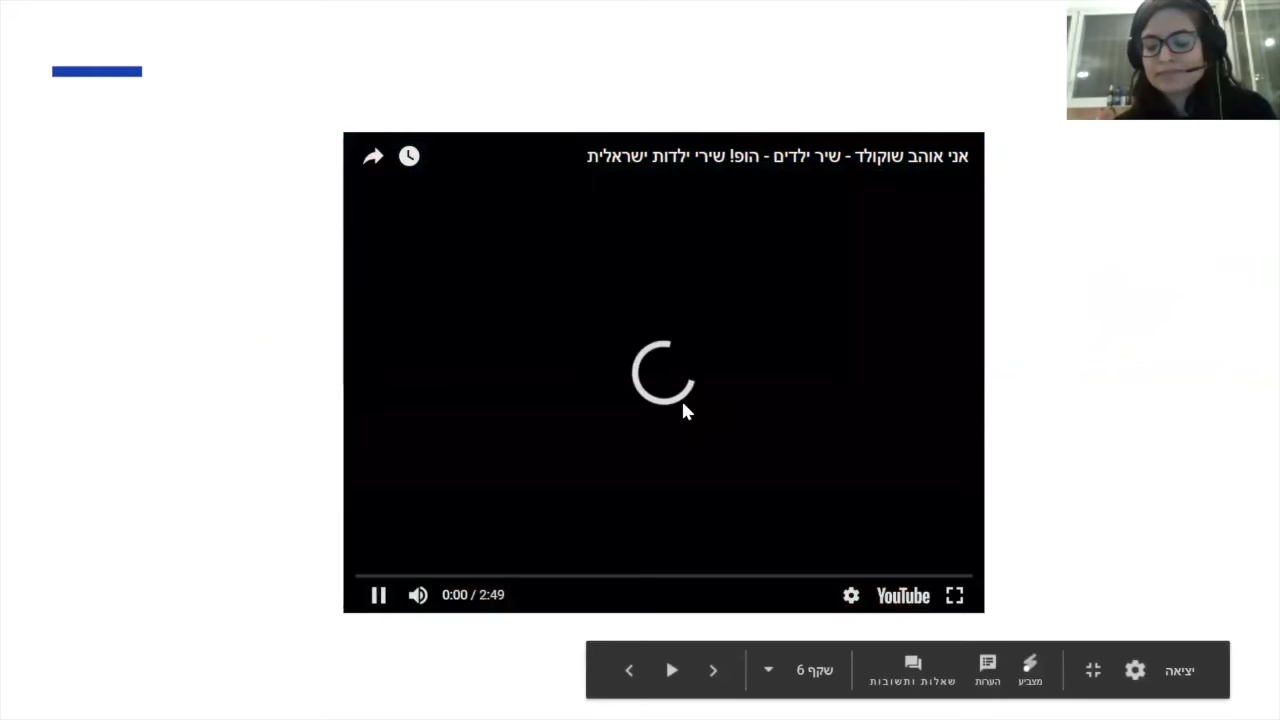 אני אוהב שוקולד - שיר ילדים - הופ! שירי ילדות ישראלית
0:00 / 2:49
YouTube
שקף 6
שאלות ותשובות
הערות
מצביע
יציאה